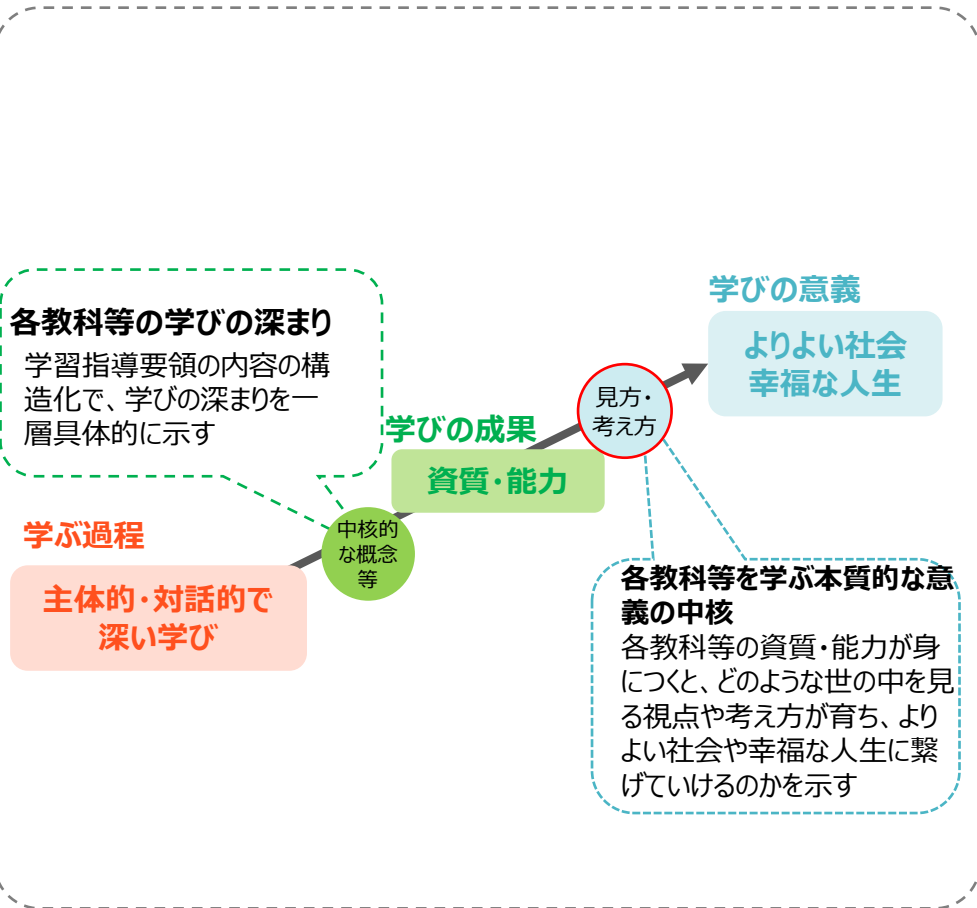 学びの意義
よりよい社会
幸福な人生
各教科等の学びの深まり
学習指導要領の内容の構
造化で、学びの深まりを一
層具体的に示す
見方・
考え方
学びの成果
資質・能力
中核的
な概念
等
学ぶ過程
主体的・対話的で
深い学び
各教科等を学ぶ本質的な意
義の中核
各教科等の資質・能力が身
につくと、どのような世の中を見
る視点や考え方が育ち、より
よい社会や幸福な人生に繋
げていけるのかを示す